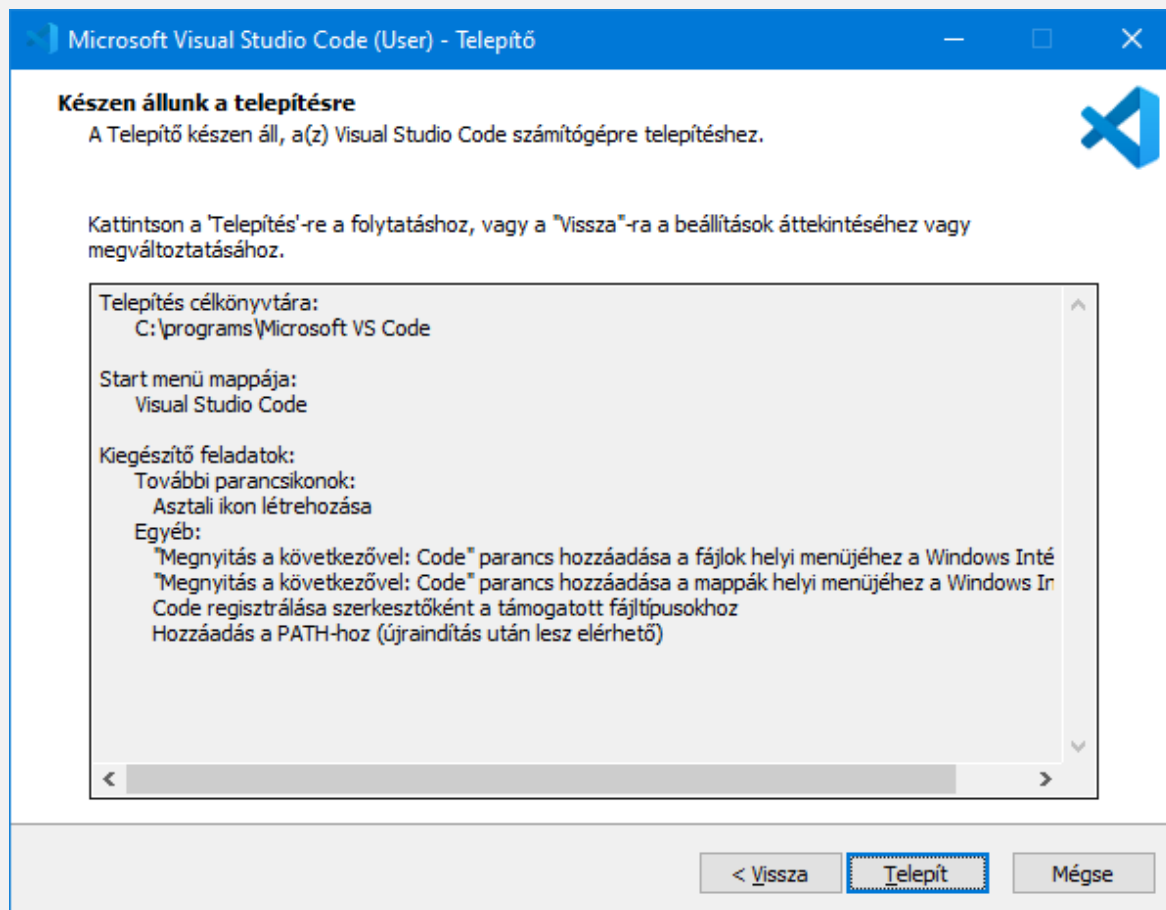 Microsoft Visual Studio Code (User) - Telepítő
Készen állunk a telepítésre
A Telepítő készen áll, a(z) Visual Studio Code számítógépre telepítéshez.
Kattintson a 'Telepítés'-re a folytatáshoz, vagy a "Vissza"-ra a beállítások áttekintéséhez vagy
megváltoztatásához.
Telepítés célkönyvtára:
C:\programs\Microsoft VS Code
Start menü mappája:
Visual Studio Code
Kiegészítő feladatok:
További parancsikonok:
Asztali ikon létrehozása
Egyéb:
"Megnyitás a következővel: Code" parancs hozzáadása a fájlok helyi menüjéhez a Windows Inté
"Megnyitás a következővel: Code" parancs hozzáadása a mappák helyi menüjéhez a Windows In
Code regisztrálása szerkesztőként a támogatott fájltípusokhoz
Hozzáadás a PATH-hoz (újraindítás után lesz elérhető)
< Vissza
Telepít
Mégse